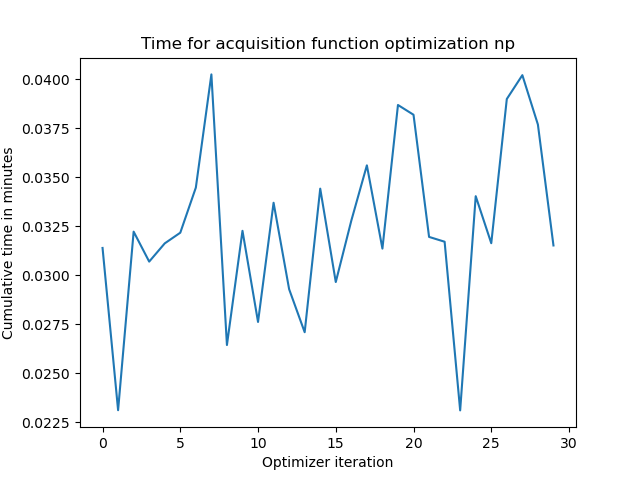 Time for acquisition function optimization np
Cumulative time in minutes
0.0400
0.0375
0.0350
0.0325
0.0300
0.0275
0.0250
0.0225
0 5 10 15 20 25 30
Optimizer iteration